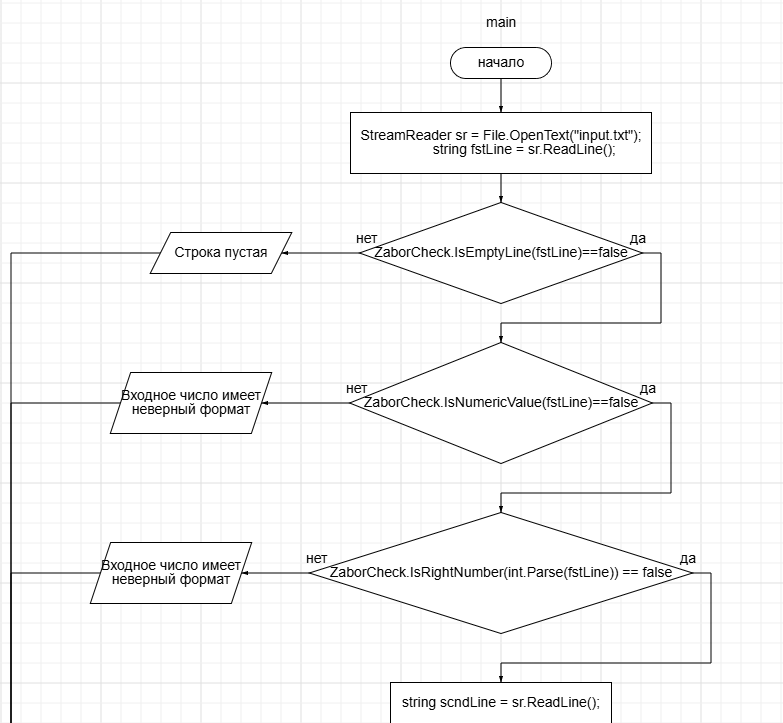 main
начало
StreamReader sr = File.OpenText("input.txt");
string fstLine = sr.ReadLine();
нет
да
Строка пустая
ZaborCheck.IsEmptyLine(fstLine)==false
нет
да
Входное число имеет
неверный формат
ZaborCheck.IsNumericValue(fstLine)==false
нет
да
Входное число имеет
неверный формат
ZaborCheck.IsRightNumber(int.Parse(fstLine)) == false
string scndLine = sr.ReadLine();